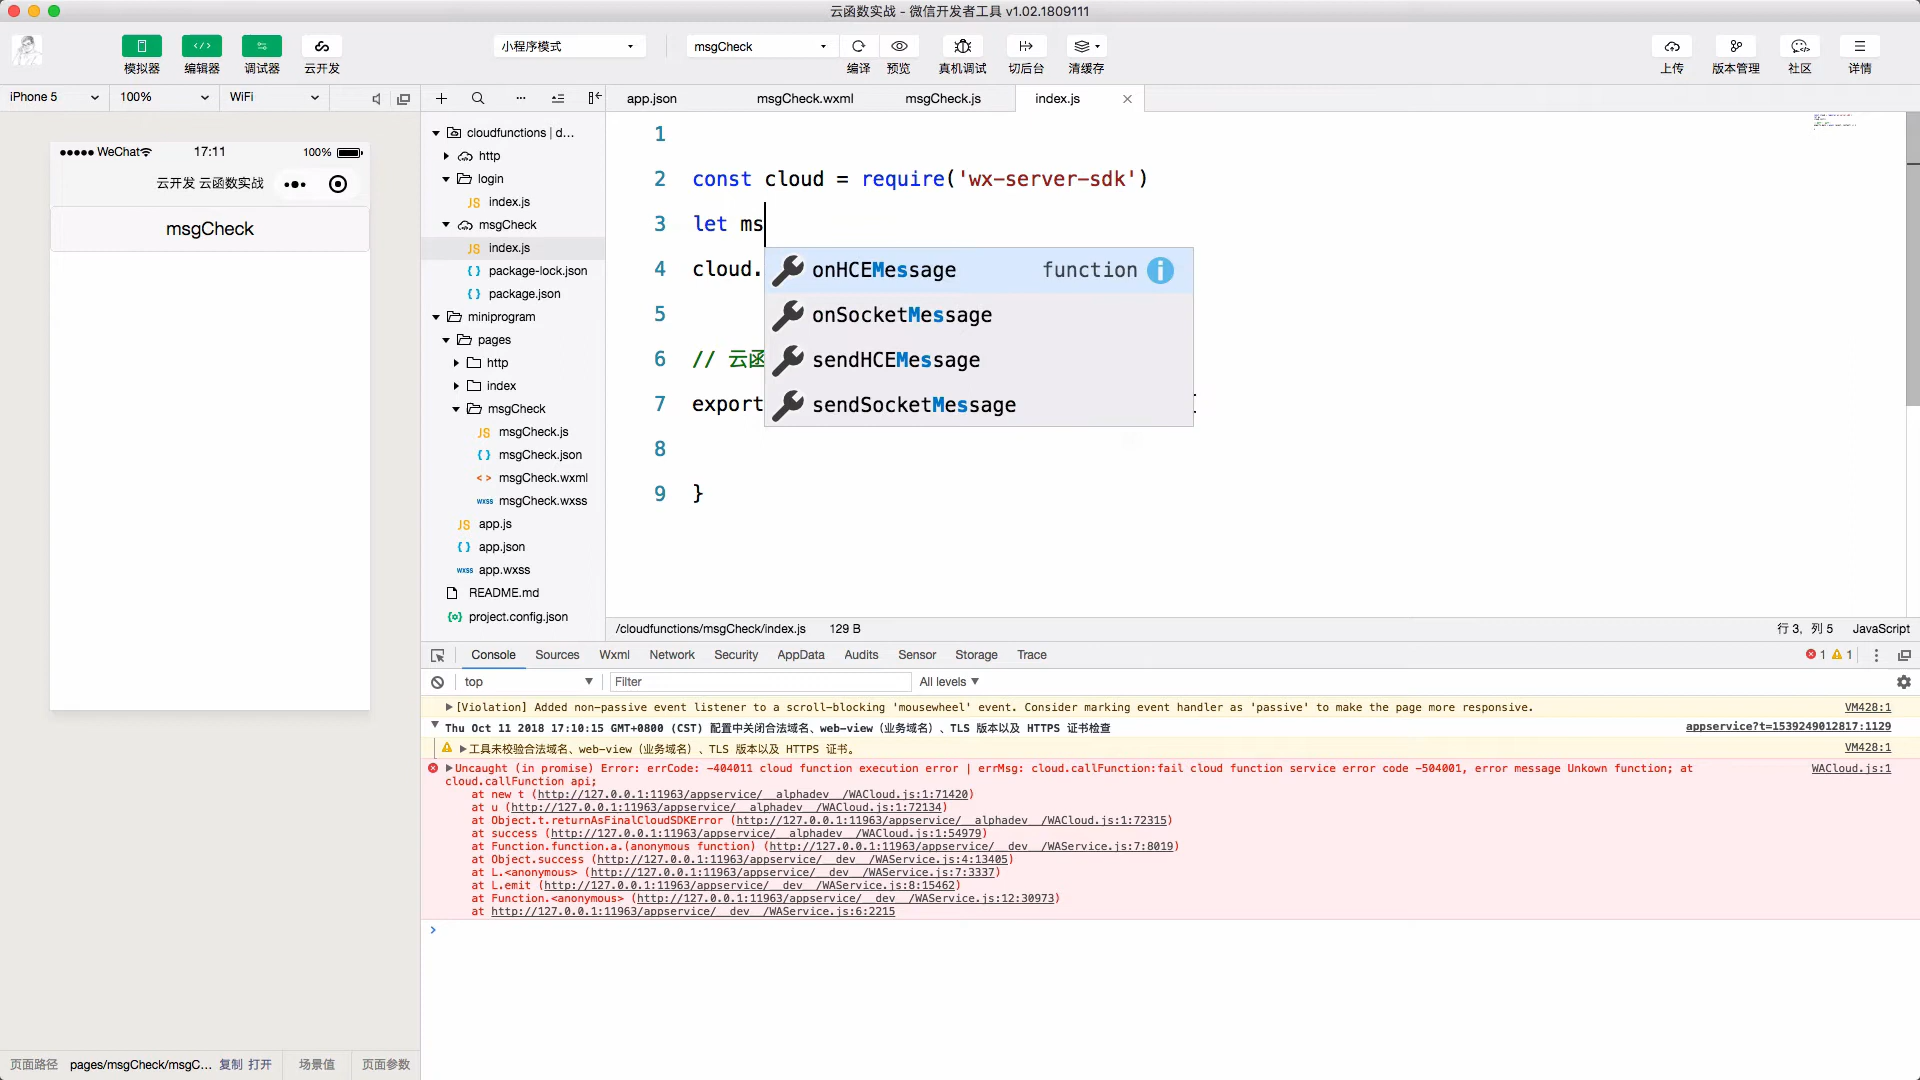 云函数实战 - 微信开发者工具 v1.02.1809111
模拟器
编辑器
调试器
云开发
小程序模式
msgCheck
编译
预览
真机调试
切后台
清缓存
上传
版本管理
社区
详情
iPhone 5
100%
WiFi
WeChat
17:11
100%
云开发 云函数实战
msgCheck
cloudfunctions | d...
http
login
JS index.js
msgCheck
JS index.js
{ } package-lock.json
{ } package.json
miniprogram
pages
http
index
msgCheck
JS msgCheck.js
{ } msgCheck.json
< > msgCheck.wxml
wxss msgCheck.wxss
JS app.js
{ } app.json
wxss app.wxss
README.md
{o} project.config.json
app.json
msgCheck.wxml
msgCheck.js
index.js
1
2 const cloud = require('wx-server-sdk')
3 let ms
4 cloud.
5
6 // 云函
7 export
8
9 }
onHCEMessage function i
onSocketMessage
sendHCEMessage
sendSocketMessage
/cloudfunctions/msgCheck/index.js 129 B
行 3, 列 5 JavaScript
Console Sources Wxml Network Security AppData Audits Sensor Storage Trace
1 1
top
Filter
All levels
[Violation] Added non-passive event listener to a scroll-blocking 'mousewheel' event. Consider marking event handler as 'passive' to make the page more responsive. VM428:1
Thu Oct 11 2018 17:10:15 GMT+0800 (CST) 配置中关闭合法域名、web-view（业务域名）、TLS 版本以及 HTTPS 证书检查 appservice?t=1539249012817:1129
工具未校验合法域名、web-view（业务域名）、TLS 版本以及 HTTPS 证书。 VM428:1
Uncaught (in promise) Error: errCode: -404011 cloud function execution error | errMsg: cloud.callFunction:fail cloud function service error code -504001, error message Unkown function; at WACloud.js:1
cloud.callFunction api;
at new t (http://127.0.0.1:11963/appservice/__alphadev__/WACloud.js:1:71420)
at u (http://127.0.0.1:11963/appservice/__alphadev__/WACloud.js:1:72134)
at Object.t.returnAsFinalCloudSDKError (http://127.0.0.1:11963/appservice/__alphadev__/WACloud.js:1:72315)
at success (http://127.0.0.1:11963/appservice/__alphadev__/WACloud.js:1:54979)
at Function.function.a.(anonymous function) (http://127.0.0.1:11963/appservice/__dev__/WAService.js:7:8019)
at Object.success (http://127.0.0.1:11963/appservice/__dev__/WAService.js:4:13405)
at L.<anonymous> (http://127.0.0.1:11963/appservice/__dev__/WAService.js:7:3337)
at L.emit (http://127.0.0.1:11963/appservice/__dev__/WAService.js:8:15462)
at Function.<anonymous> (http://127.0.0.1:11963/appservice/__dev__/WAService.js:12:30973)
at http://127.0.0.1:11963/appservice/__dev__/WAService.js:6:2215
页面路径 pages/msgCheck/msgC... 复制 打开 场景值 页面参数